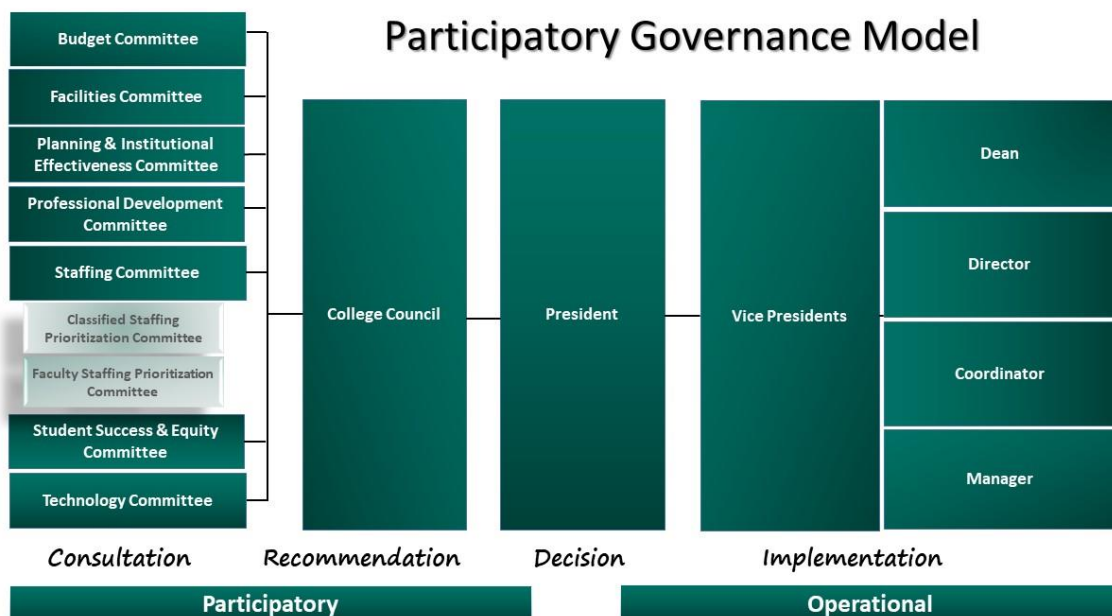 Participatory Governance Model
Budget Committee
Facilities Committee
Planning & Institutional
Effectiveness Committee
Professional Development
Committee
Staffing Committee
Classified Staffing
Prioritization Committee
Faculty Staffing Prioritization
Committee
Student Success & Equity
Committee
Technology Committee
College Council
President
Vice Presidents
Dean
Director
Coordinator
Manager
Consultation
Recommendation
Decision
Implementation
Participatory
Operational